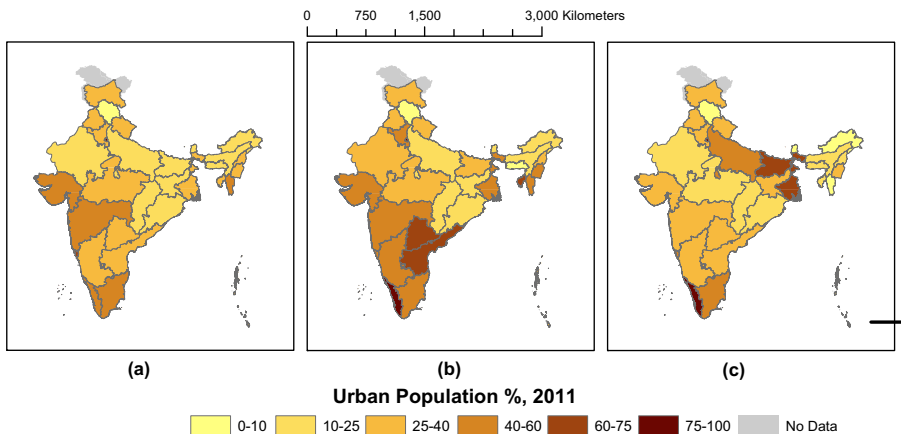 0 750 1,500 3,000 Kilometers
(a) (b) (c)
Urban Population %, 2011
0-10 10-25 25-40 40-60 60-75 75-100 No Data